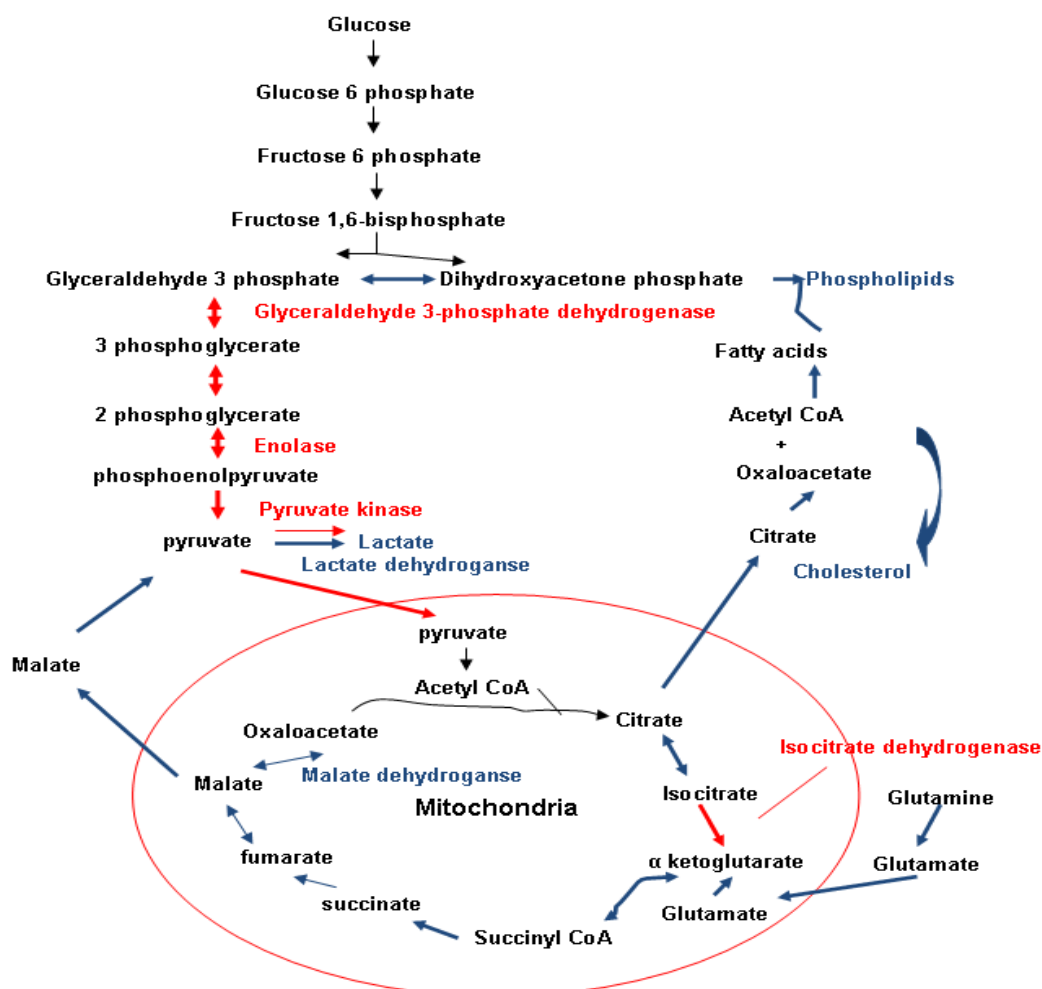 Glucose
Glucose 6 phosphate
Fructose 6 phosphate
Fructose 1,6-bisphosphate
Glyceraldehyde 3 phosphate
Dihydroxyacetone phosphate
Phospholipids
Glyceraldehyde 3-phosphate dehydrogenase
3 phosphoglycerate
Fatty acids
2 phosphoglycerate
Acetyl CoA
+
Oxaloacetate
Enolase
phosphoenolpyruvate
Pyruvate kinase
pyruvate
Lactate
Lactate dehydroganse
Citrate
Cholesterol
pyruvate
Malate
Acetyl CoA
Citrate
Oxaloacetate
Isocitrate dehydrogenase
Malate dehydroganse
Malate
Isocitrate
Glutamine
Mitochondria
fumarate
α ketoglutarate
Glutamate
succinate
Glutamate
Succinyl CoA